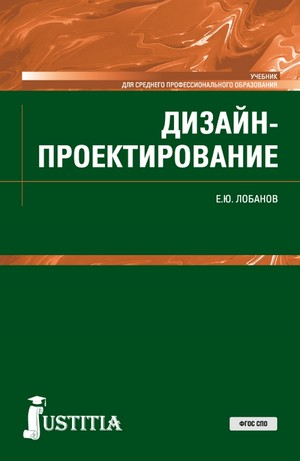 УЧЕБНИК
ДЛЯ СРЕДНЕГО ПРОФЕССИОНАЛЬНОГО ОБРАЗОВАНИЯ
ДИЗАЙН-
ПРОЕКТИРОВАНИЕ
Е.Ю. ЛОБАНОВ
JUSTITIA
ФГОС СПО